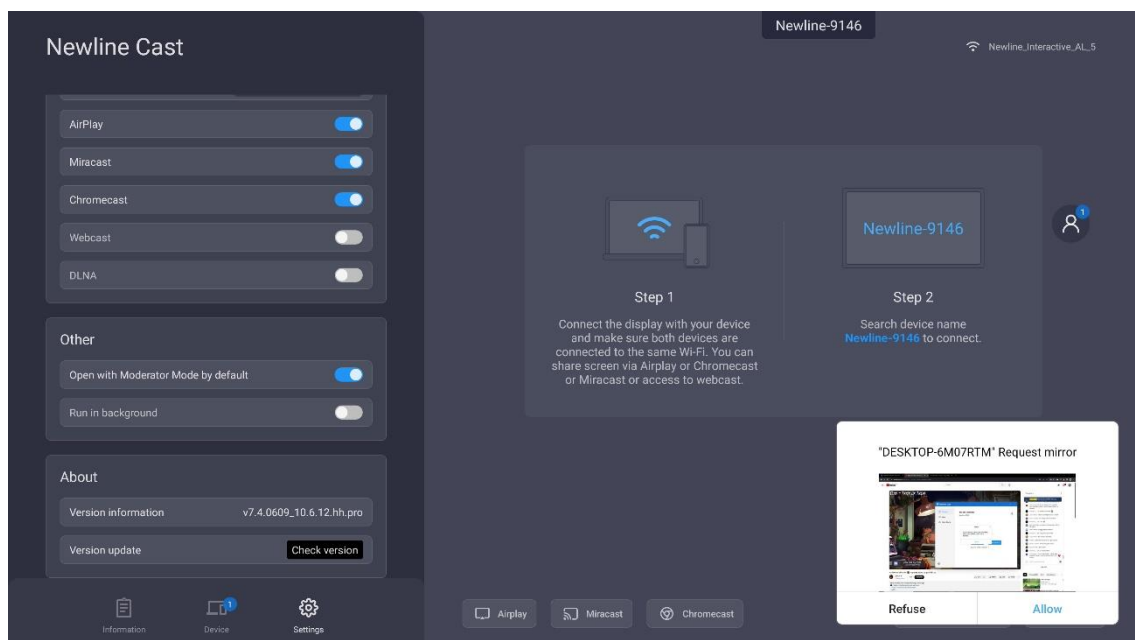 Newline Cast
AirPlay
Miracast
Chromecast
Webcast
DLNA
Other
Open with Moderator Mode by default
Run in background
About
Version information
v7.4.0609_10.6.12.hh.pro
Version update
Check version
Information
Device
1
Settings
Newline-9146
Newline_Interactive_AL_5
Newline-9146
1
Step 1
Connect the display with your device
and make sure both devices are
connected to the same Wi-Fi. You can
share screen via Airplay or Chromecast
or Miracast or access to webcast.
Step 2
Search device name
Newline-9146 to connect.
"DESKTOP-6M07RTM" Request mirror
Refuse
Allow
Airplay
Miracast
Chromecast